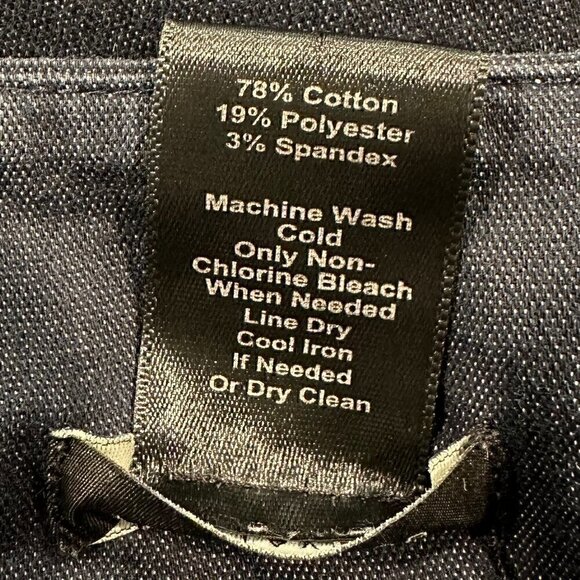 78% Cotton
19% Polyester
3% Spandex
Machine Wash
Cold
Only Non-
Chlorine Bleach
When Needed
Line Dry
Cool Iron
If Needed
Or Dry Clean